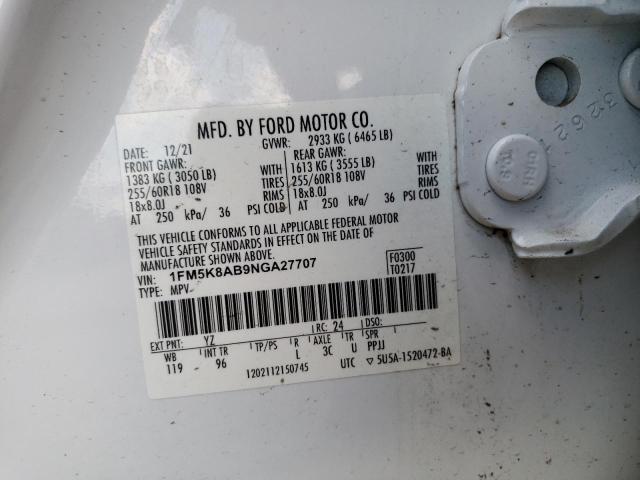 MFD. BY FORD MOTOR CO.
DATE: 12/21 GVWR: 2933 KG ( 6465 LB)
FRONT GAWR: REAR GAWR:
1383 KG ( 3050 LB) WITH 1613 KG ( 3555 LB) WITH
255/60R18 108V TIRES 255/60R18 108V TIRES
18x8.0J RIMS 18x8.0J RIMS
AT 250 kPa/ 36 PSI COLD AT 250 kPa/ 36 PSI COLD
THIS VEHICLE CONFORMS TO ALL APPLICABLE FEDERAL MOTOR
VEHICLE SAFETY STANDARDS IN EFFECT ON THE DATE OF
MANUFACTURE SHOWN ABOVE.
VIN: 1FM5K8AB9NGA27707 F0300
TYPE: MPV T0217
EXT PNT: YZ RC: 24 DSO:
WB INT TR TP/PS R AXLE TR SPR
119 96 L 3C U PPJJ
1202112150745 UTC 5U5A-1520472-BA